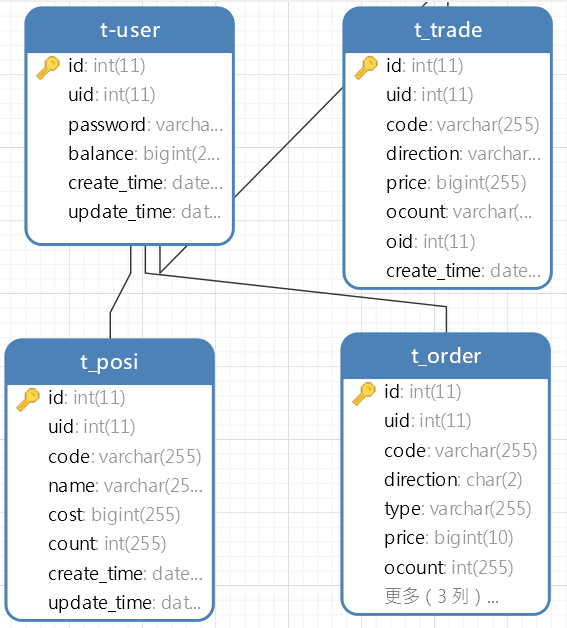 t-user
id: int(11)
uid: int(11)
password: varcha...
balance: bigint(2...
create_time: date...
update_time: dat...
t_trade
id: int(11)
uid: int(11)
code: varchar(255)
direction: varchar...
price: bigint(255)
ocount: varchar(...
oid: int(11)
create_time: date...
t_posi
id: int(11)
uid: int(11)
code: varchar(255)
name: varchar(25...
cost: bigint(255)
count: int(255)
create_time: date...
update_time: dat...
t_order
id: int(11)
uid: int(11)
code: varchar(255)
direction: char(2)
type: varchar(255)
price: bigint(10)
ocount: int(255)
更多 ( 3 列 ) ...